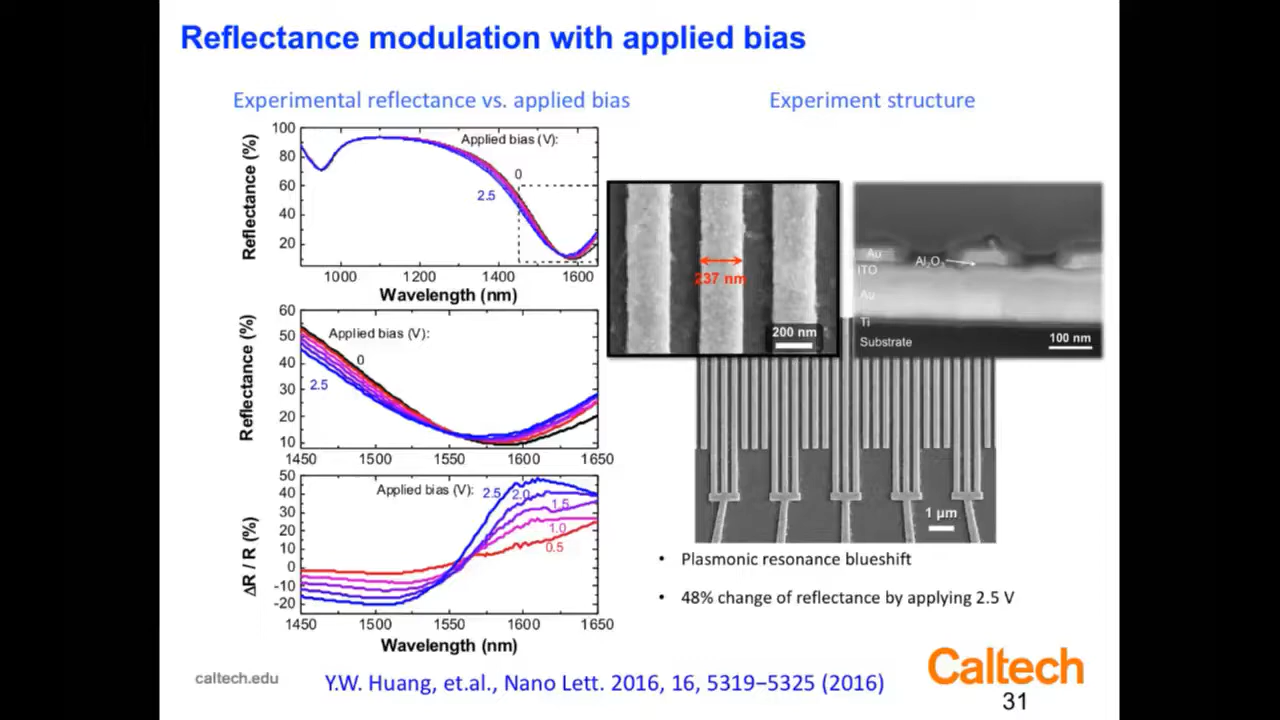 Reflectance modulation with applied bias
Experimental reflectance vs. applied bias
Experiment structure
Reflectance (%)
100
80
60
40
20
Applied bias (V):
0
2.5
1000
1200
1400
1600
Wavelength (nm)
Reflectance (%)
60
50
40
30
20
10
Applied bias (V):
0
2.5
1450
1500
1550
1600
1650
ΔR / R (%)
50
40
30
20
10
0
-10
-20
Applied bias (V):
2.5
2.0
1.5
1.0
0.5
1450
1500
1550
1600
1650
Wavelength (nm)
237 nm
200 nm
Au
Al₂O₃
ITO
Au
Ti
Substrate
100 nm
1 μm
• Plasmonic resonance blueshift
• 48% change of reflectance by applying 2.5 V
caltech.edu
Y.W. Huang, et.al., Nano Lett. 2016, 16, 5319−5325 (2016)
Caltech
31